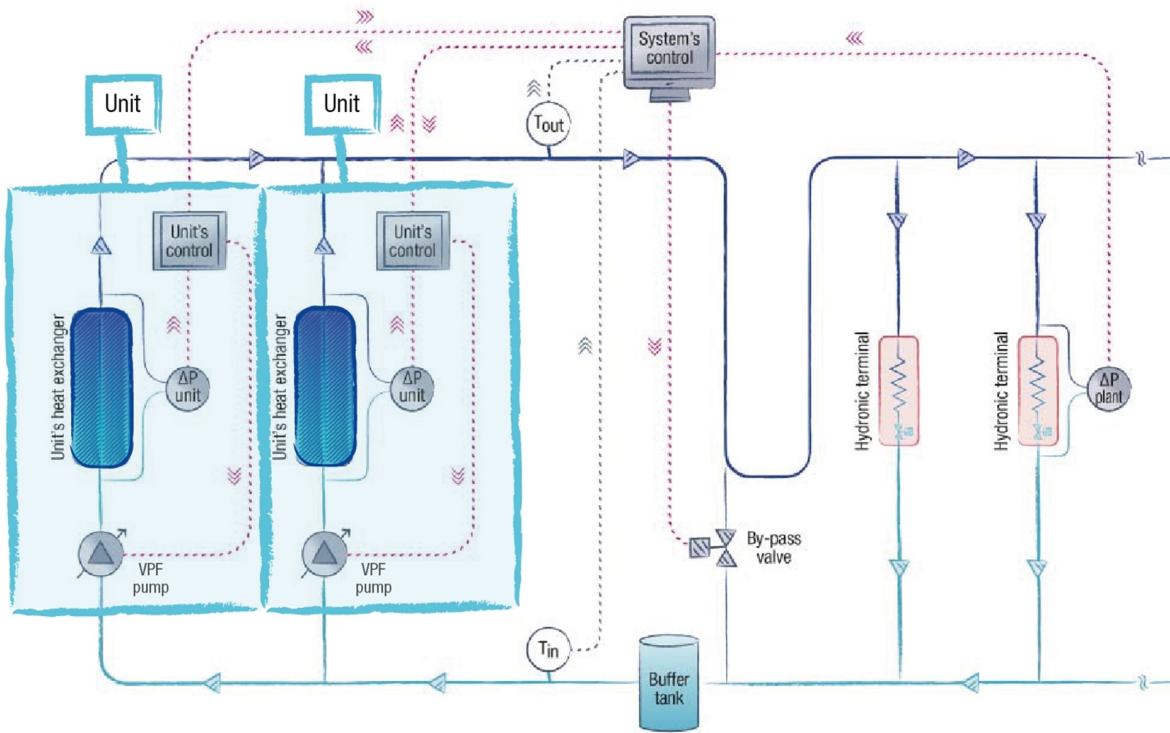 System's
control
Unit
Unit
Tout
Unit's
control
Unit's
control
Unit's heat exchanger
ΔP
unit
Unit's heat exchanger
ΔP
unit
Hydronic terminal
Hydronic terminal
ΔP
plant
VPF
pump
VPF
pump
By-pass
valve
Tin
Buffer
tank